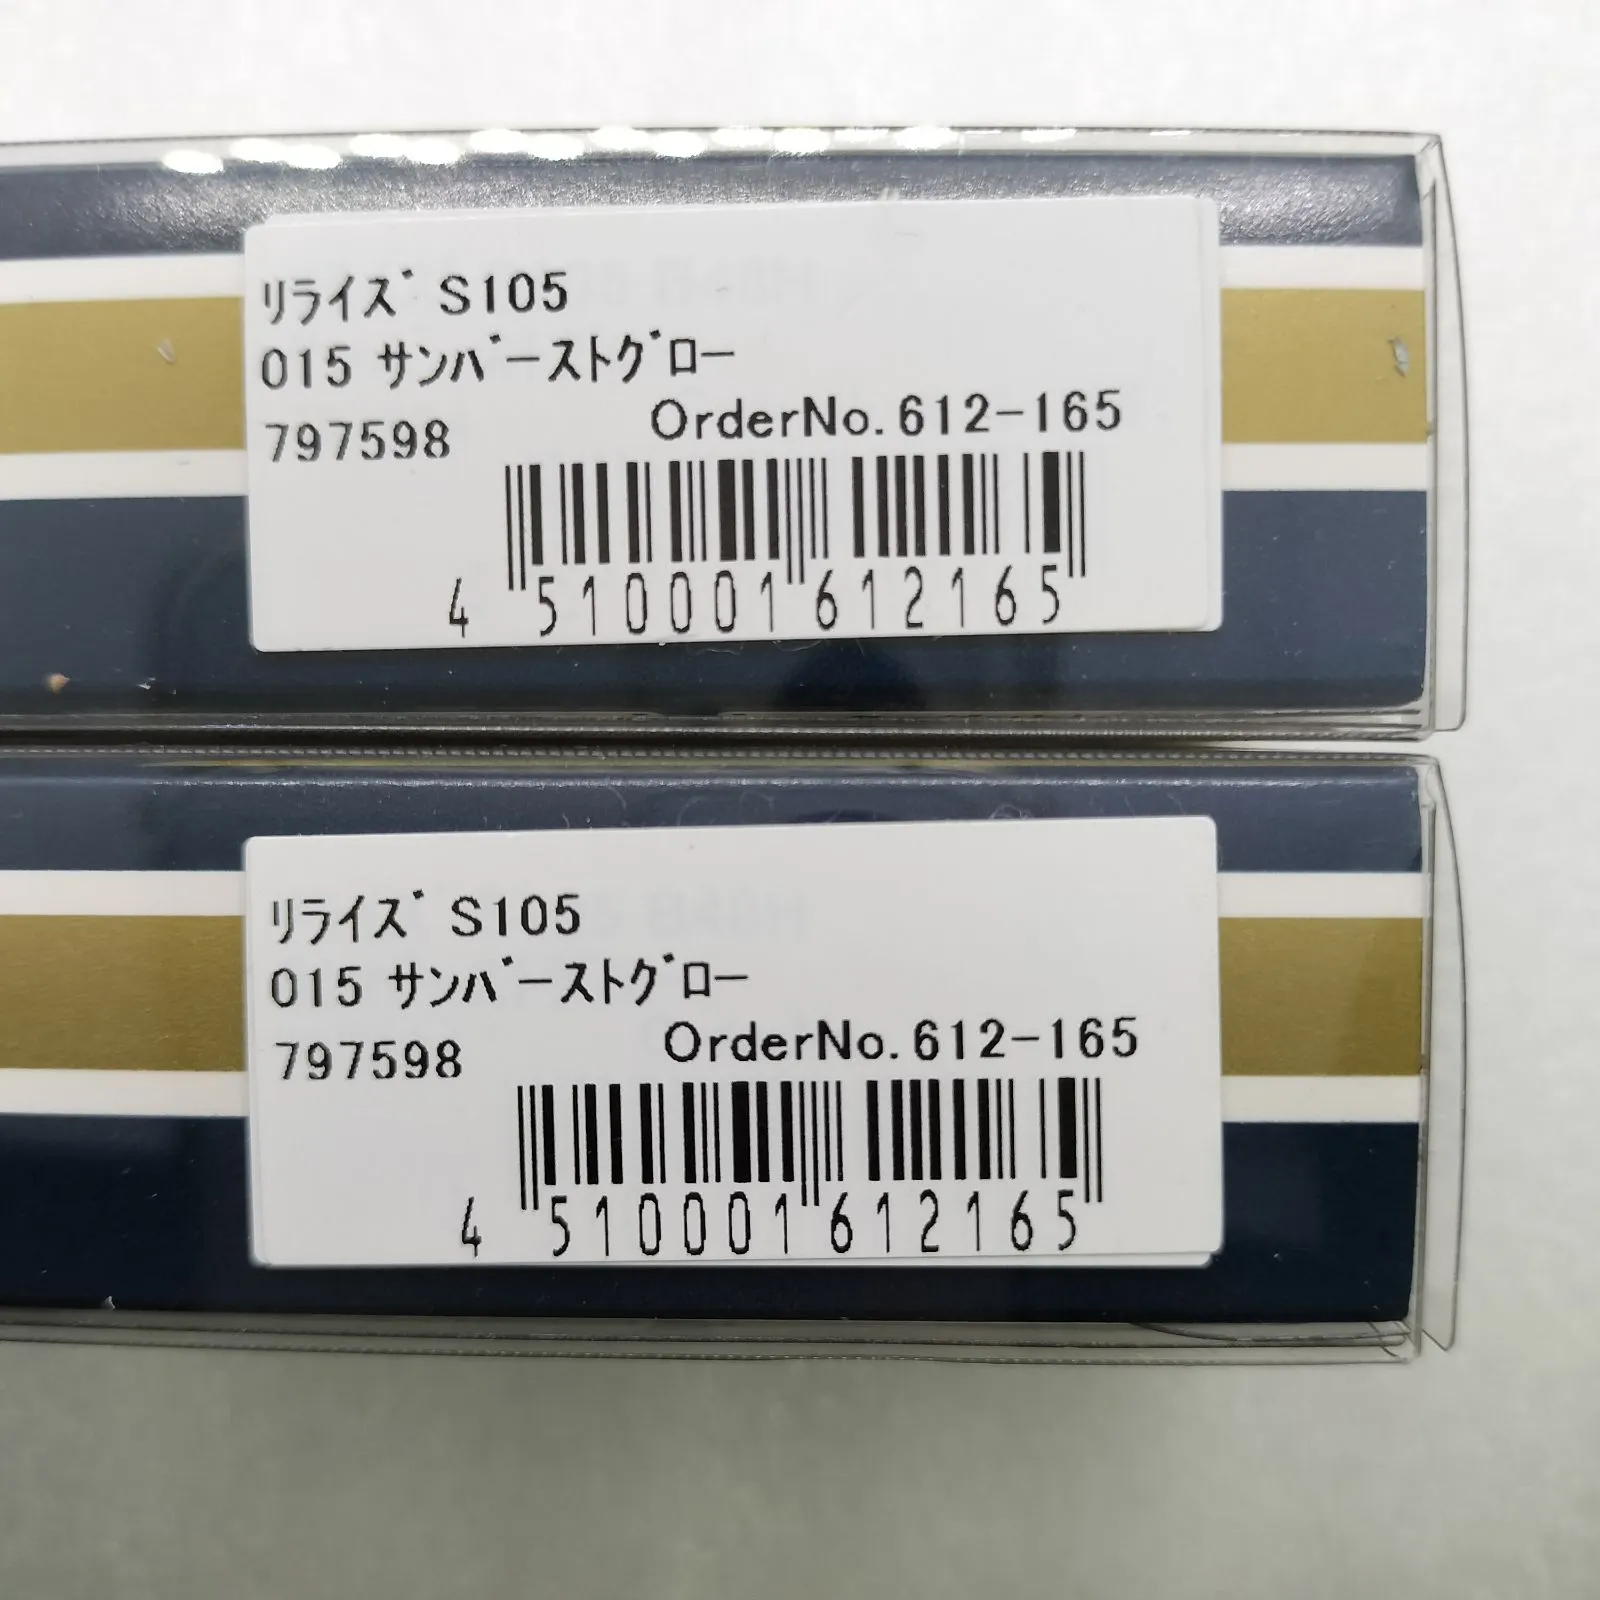 ﾘﾗｲｽﾞ S105
015 ｻﾝﾊﾞｰｽﾄｸﾞﾛｰ
OrderNo.612-165
797598
4 510001 612165
ﾘﾗｲｽﾞ S105
015 ｻﾝﾊﾞｰｽﾄｸﾞﾛｰ
OrderNo.612-165
797598
4 510001 612165